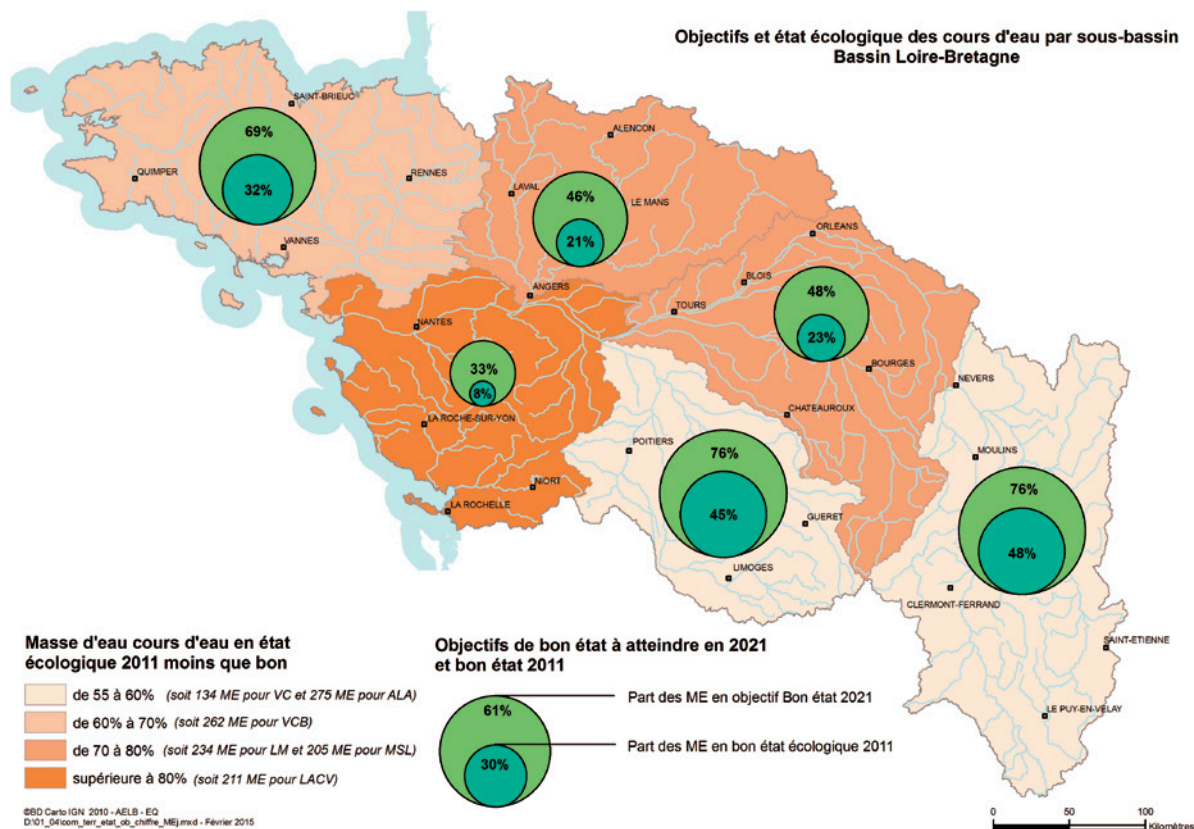 Objectifs et état écologique des cours d'eau par sous-bassin
Bassin Loire-Bretagne
SAINT-BRIEUC
69%
QUIMPER
32%
RENNES
VANNES
ALENCON
LAVAL
46%
LE MANS
21%
ORLEANS
BLOIS
ANGERS
TOURS
48%
23%
BOURGES
NANTES
33%
8%
LA ROCHE-SUR-YON
NEVERS
CHATEAUROUX
POITIERS
MOULINS
76%
76%
NIORT
LA ROCHELLE
45%
GUERET
48%
LIMOGES
CLERMONT-FERRAND
SAINT-ETIENNE
LE PUY-EN-VELAY
Masse d'eau cours d'eau en état
écologique 2011 moins que bon
de 55 à 60% (soit 134 ME pour VC et 275 ME pour ALA)
de 60% à 70% (soit 262 ME pour VCB)
de 70 à 80% (soit 234 ME pour LM et 205 ME pour MSL)
supérieure à 80% (soit 211 ME pour LACV)
Objectifs de bon état à atteindre en 2021
et bon état 2011
61%
Part des ME en objectif Bon état 2021
30%
Part des ME en bon état écologique 2011
©BD Carto IGN 2010 - AELB - EQ
D:\01_04\com_terr_etat_ob_chiffre_MEj.mxd - Février 2015
0 50 100
Kilomètres